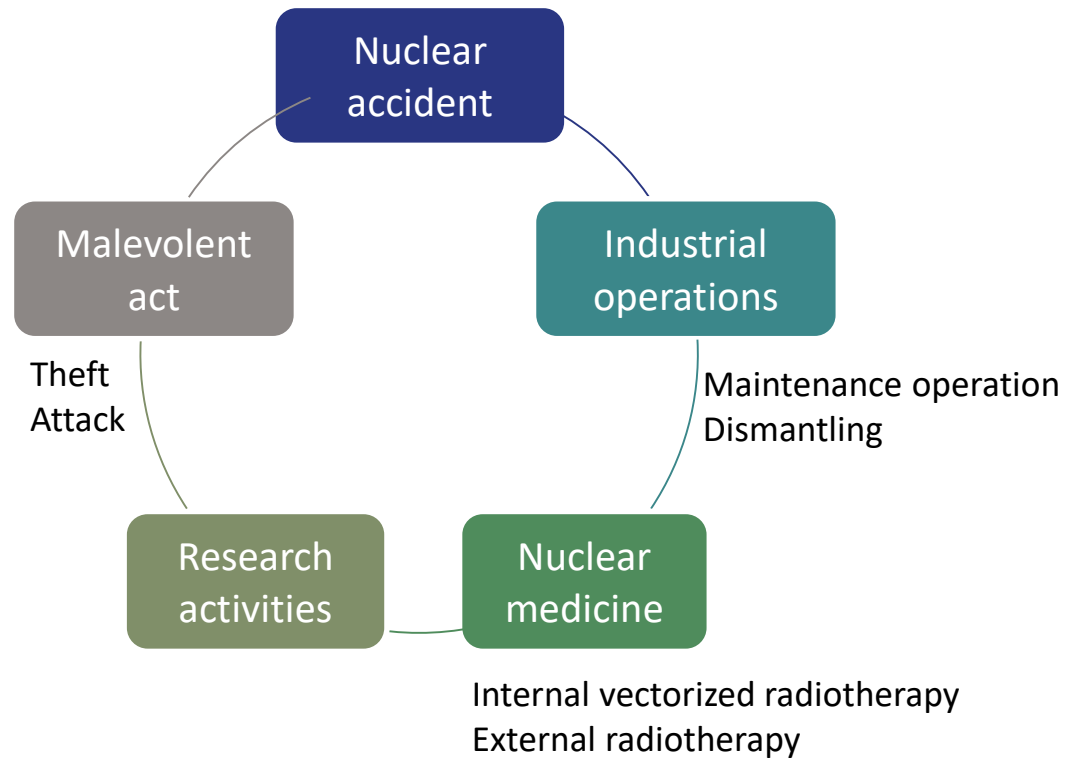 Nuclear
accident
Malevolent
act
Industrial
operations
Theft
Attack
Maintenance operation
Dismantling
Research
activities
Nuclear
medicine
Internal vectorized radiotherapy
External radiotherapy